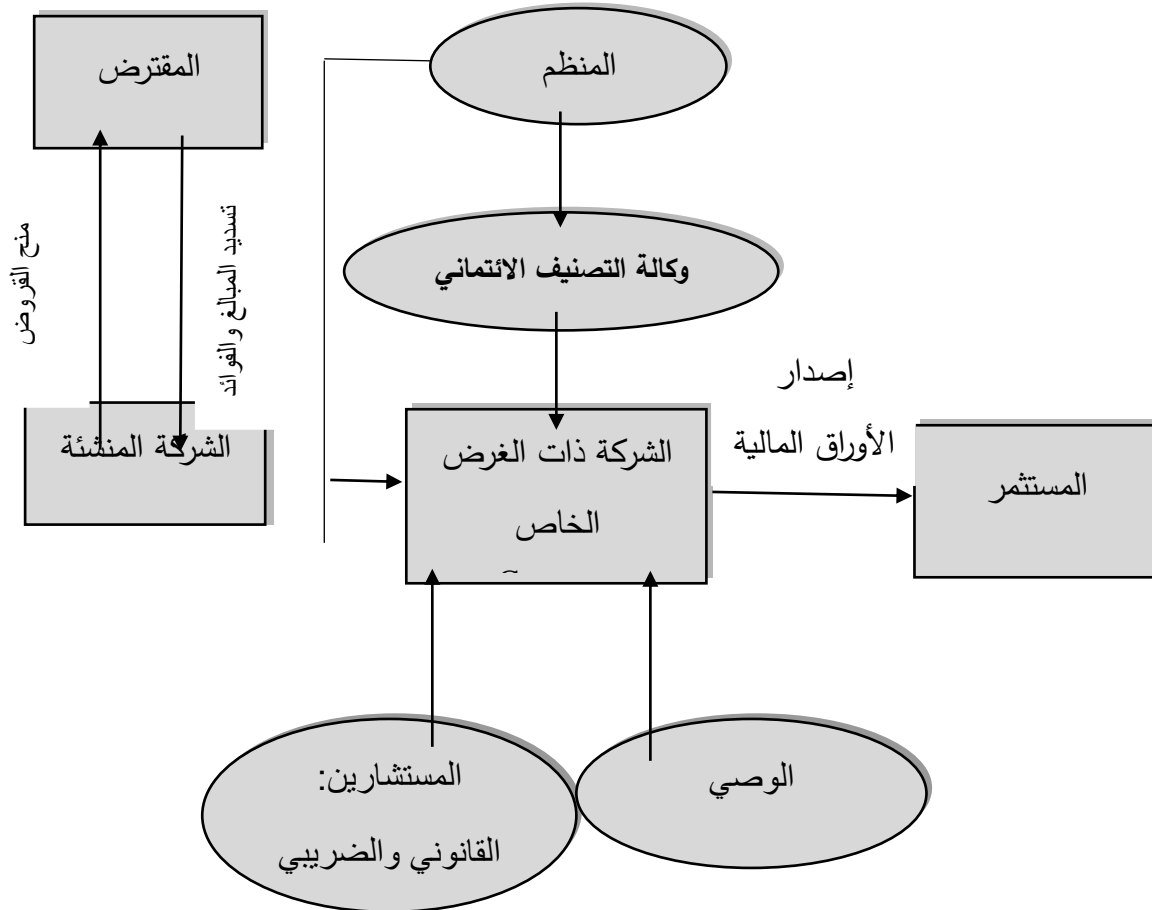 المقترض
المنظم
منح القروض
تسديد المبالغ والفوائد
وكالة التصنيف الائتماني
إصدار
الأوراق المالية
الشركة المنشئة
الشركة ذات الغرض
الخاص
المستثمر
المستشارين:
القانوني والضريبي
الوصي